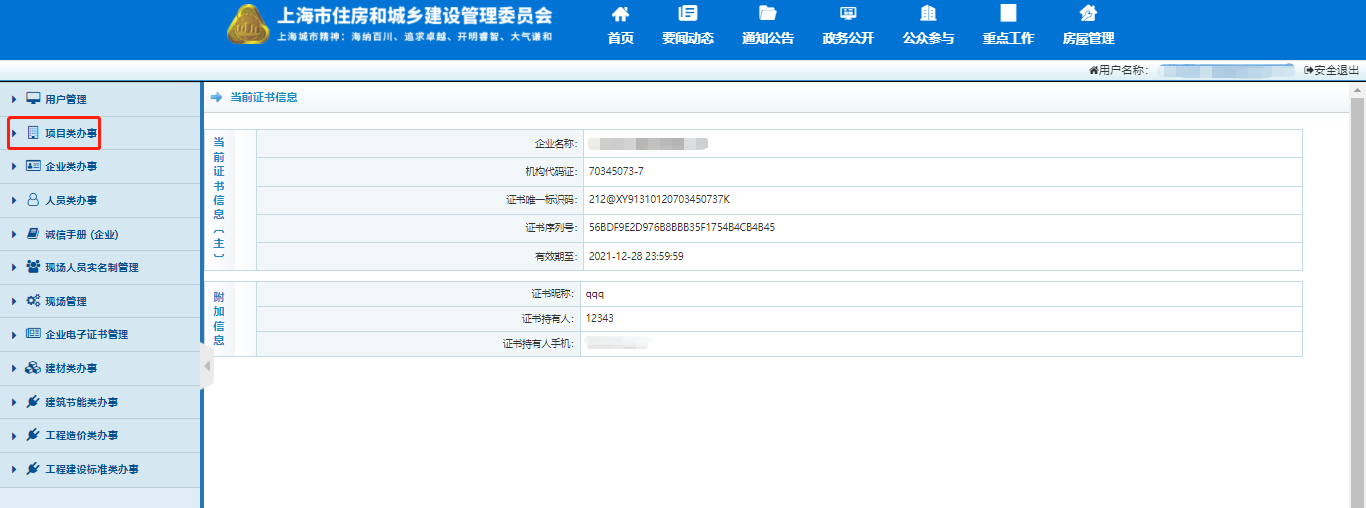 上海市住房和城乡建设管理委员会
上海城市精神：海纳百川、追求卓越、开明睿智、大气谦和
首页 要闻动态 通知公告 政务公开 公众参与 重点工作 房屋管理
用户名称： 安全退出
用户管理
项目类办事
企业类办事
人员类办事
诚信手册 (企业)
现场人员实名制管理
现场管理
企业电子证书管理
建材类办事
建筑节能类办事
工程造价类办事
工程建设标准类办事
当前证书信息
当前证书信息（主）
企业名称：
机构代码证： 70345073-7
证书唯一标识码： 212@XY91310120703450737K
证书序列号： 56BDF9E2D976B8BBB35F1754B4CB4B45
有效期至： 2021-12-28 23:59:59
附加信息
证书昵称： qqq
证书持有人： 12343
证书持有人手机：